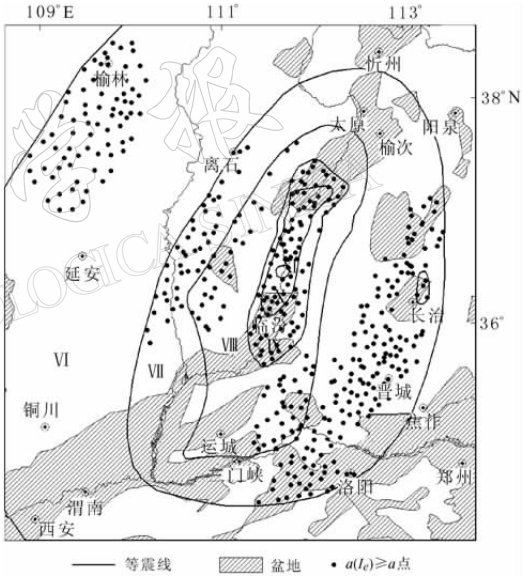 109°E 111° 113°
忻州
榆林
38°N
太原 阳泉
榆次
离石
延安
长治
临汾
36°
Ⅷ
Ⅸ
Ⅵ
Ⅶ
晋城
铜川
焦作
运城
三门峡
洛阳
郑州
渭南
西安
等震线 盆地 a(Ie)≥a点
LOGICA SIN